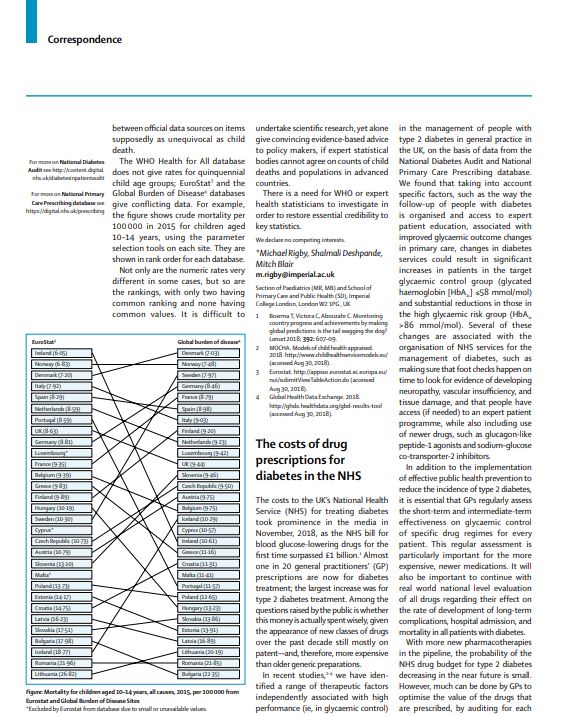 Correspondence
For more on National Diabetes
Audit see http://content.digital.
nhs.uk/diabetesinpatientaudit
For more on National Primary
Care Prescribing database see
https://digital.nhs.uk/prescribing
between official data sources on items
supposedly as unequivocal as child
death.
The WHO Health for All database
does not give rates for quinquennial
child age groups; EuroStat³ and the
Global Burden of Disease⁴ databases
give conflicting data. For example,
the figure shows crude mortality per
100 000 in 2015 for children aged
10–14 years, using the parameter
selection tools on each site. They are
shown in rank order for each database.
Not only are the numeric rates very
different in some cases, but so are
the rankings, with only two having
common ranking and none having
common values. It is difficult to
EuroStat³
Ireland (6·05)
Norway (6·83)
Denmark (7·20)
Italy (7·92)
Spain (8·29)
Netherlands (8·59)
Portugal (8·59)
UK (8·63)
Germany (8·81)
Luxembourg*
France (9·35)
Belgium (9·39)
Greece (9·83)
Finland (9·89)
Hungary (10·19)
Sweden (10·30)
Cyprus*
Czech Republic (10·73)
Austria (10·79)
Slovenia (13·10)
Malta*
Poland (13·73)
Estonia (14·17)
Croatia (14·75)
Latvia (16·23)
Slovakia (17·51)
Bulgaria (17·98)
Iceland (18·77)
Romania (21·96)
Lithuania (26·82)
Global burden of disease⁴
Denmark (7·03)
Norway (7·48)
Sweden (7·97)
Germany (8·46)
France (8·79)
Spain (8·98)
Italy (9·03)
Finland (9·20)
Netherlands (9·23)
Luxembourg (9·42)
UK (9·44)
Slovenia (9·46)
Czech Republic (9·50)
Austria (9·75)
Belgium (9·75)
Iceland (10·29)
Cyprus (10·57)
Ireland (10·61)
Greece (11·16)
Croatia (11·31)
Malta (11·41)
Portugal (11·57)
Poland (12·65)
Hungary (13·23)
Slovakia (13·86)
Estonia (13·91)
Latvia (16·89)
Lithuania (20·19)
Romania (21·85)
Bulgaria (22·35)
Figure: Mortality for children aged 10–14 years, all causes, 2015, per 100 000 from
Eurostat and Global Burden of Disease Sites
*Excluded by Eurostat from database due to small or unavailable values.
undertake scientific research, yet alone
give convincing evidence-based advice
to policy makers, if expert statistical
bodies cannot agree on counts of child
deaths and populations in advanced
countries.
There is a need for WHO or expert
health statisticians to investigate in
order to restore essential credibility to
key statistics.
We declare no competing interests.
*Michael Rigby, Shalmali Deshpande,
Mitch Blair
m.rigby@imperial.ac.uk
Section of Paediatrics (MR, MB) and School of
Primary Care and Public Health (SD), Imperial
College London, London W2 1PG, UK
1 Boerma T, Victora C, Abouzahr C. Monitoring
country progress and achievements by making
global predictions: is the tail wagging the dog?
Lancet 2018; 392: 607–09.
2 MOCHA. Models of child health appraised.
2018. http://www.childhealthservicemodels.eu/
(accessed Aug 30, 2018).
3 Eurostat. http://appsso.eurostat.ec.europa.eu/
nui/submitViewTableAction.do (accessed
Aug 30, 2018).
4 Global Health Data Exchange. 2018.
http://ghdx.healthdata.org/gbd-results-tool
(accessed Aug 30, 2018).
The costs of drug
prescriptions for
diabetes in the NHS
The costs to the UK's National Health
Service (NHS) for treating diabetes
took prominence in the media in
November, 2018, as the NHS bill for
blood glucose-lowering drugs for the
first time surpassed £1 billion.¹ Almost
one in 20 general practitioners' (GP)
prescriptions are now for diabetes
treatment; the largest increase was for
type 2 diabetes treatment. Among the
questions raised by the public is whether
this money is actually spent wisely, given
the appearance of new classes of drugs
over the past decade still mostly on
patent—and, therefore, more expensive
than older generic preparations.
In recent studies,²⁻⁴ we have iden-
tified a range of therapeutic factors
independently associated with high
performance (ie, in glycaemic control)
in the management of people with
type 2 diabetes in general practice in
the UK, on the basis of data from the
National Diabetes Audit and National
Primary Care Prescribing database.
We found that taking into account
specific factors, such as the way the
follow-up of people with diabetes
is organised and access to expert
patient education, associated with
improved glycaemic outcome changes
in primary care, changes in diabetes
services could result in significant
increases in patients in the target
glycaemic control group (glycated
haemoglobin [HbA₁c] ≤58 mmol/mol)
and substantial reductions in those in
the high glycaemic risk group (HbA₁c
>86 mmol/mol). Several of these
changes are associated with the
organisation of NHS services for the
management of diabetes, such as
making sure that foot checks happen on
time to look for evidence of developing
neuropathy, vascular insufficiency, and
tissue damage, and that people have
access (if needed) to an expert patient
programme, while also including use
of newer drugs, such as glucagon-like
peptide-1 agonists and sodium-glucose
co-transporter-2 inhibitors.
In addition to the implementation
of effective public health prevention to
reduce the incidence of type 2 diabetes,
it is essential that GPs regularly assess
the short-term and intermediate-term
effectiveness on glycaemic control
of specific drug regimes for every
patient. This regular assessment is
particularly important for the more
expensive, newer medications. It will
also be important to continue with
real world national level evaluation
of all drugs regarding their effect on
the rate of development of long-term
complications, hospital admission, and
mortality in all patients with diabetes.
With more new pharmacotherapies
in the pipeline, the probability of the
NHS drug budget for type 2 diabetes
decreasing in the near future is small.
However, much can be done by GPs to
optimise the value of the drugs that
are prescribed, by auditing for each